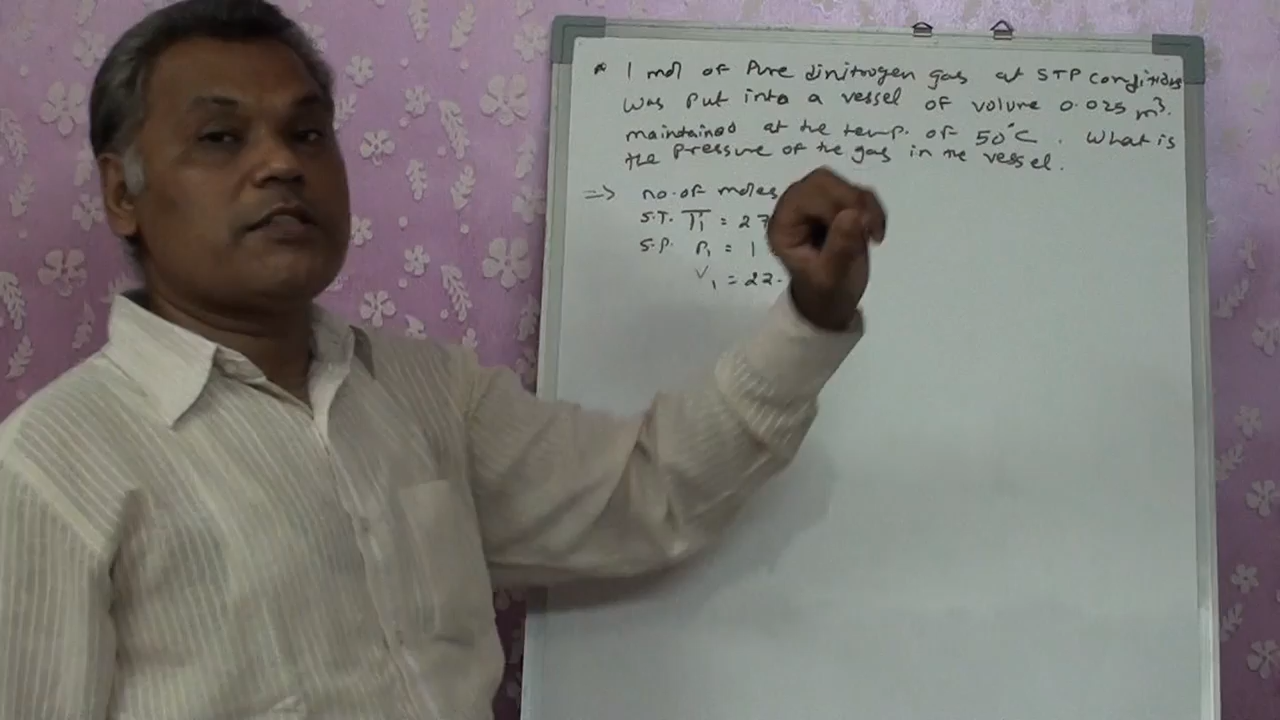 * 1 mol of Pure dinitrogen gas at STP conditions
was put into a vessel of volume 0.025 m³.
maintained at the temp. of 50°C. What is
the pressure of the gas in the vessel.
=> no. of moles
S.T. T₁ = 27
S.P. P₁ = 1
V₁ = 22.